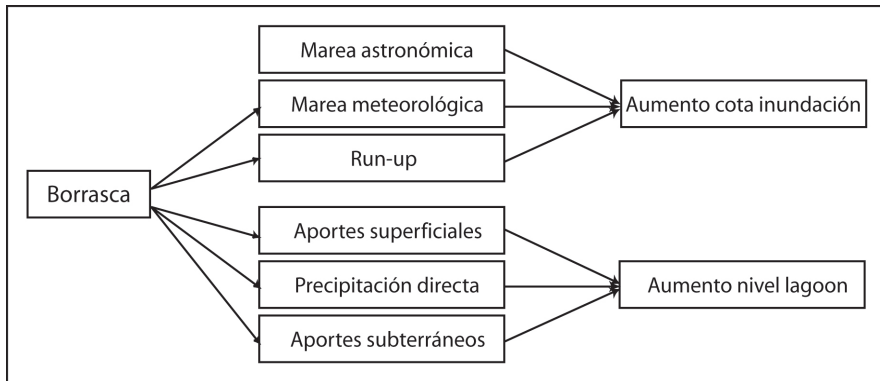 Marea astronómica
Marea meteorológica
Aumento cota inundación
Run-up
Borrasca
Aportes superficiales
Precipitación directa
Aumento nivel lagoon
Aportes subterráneos